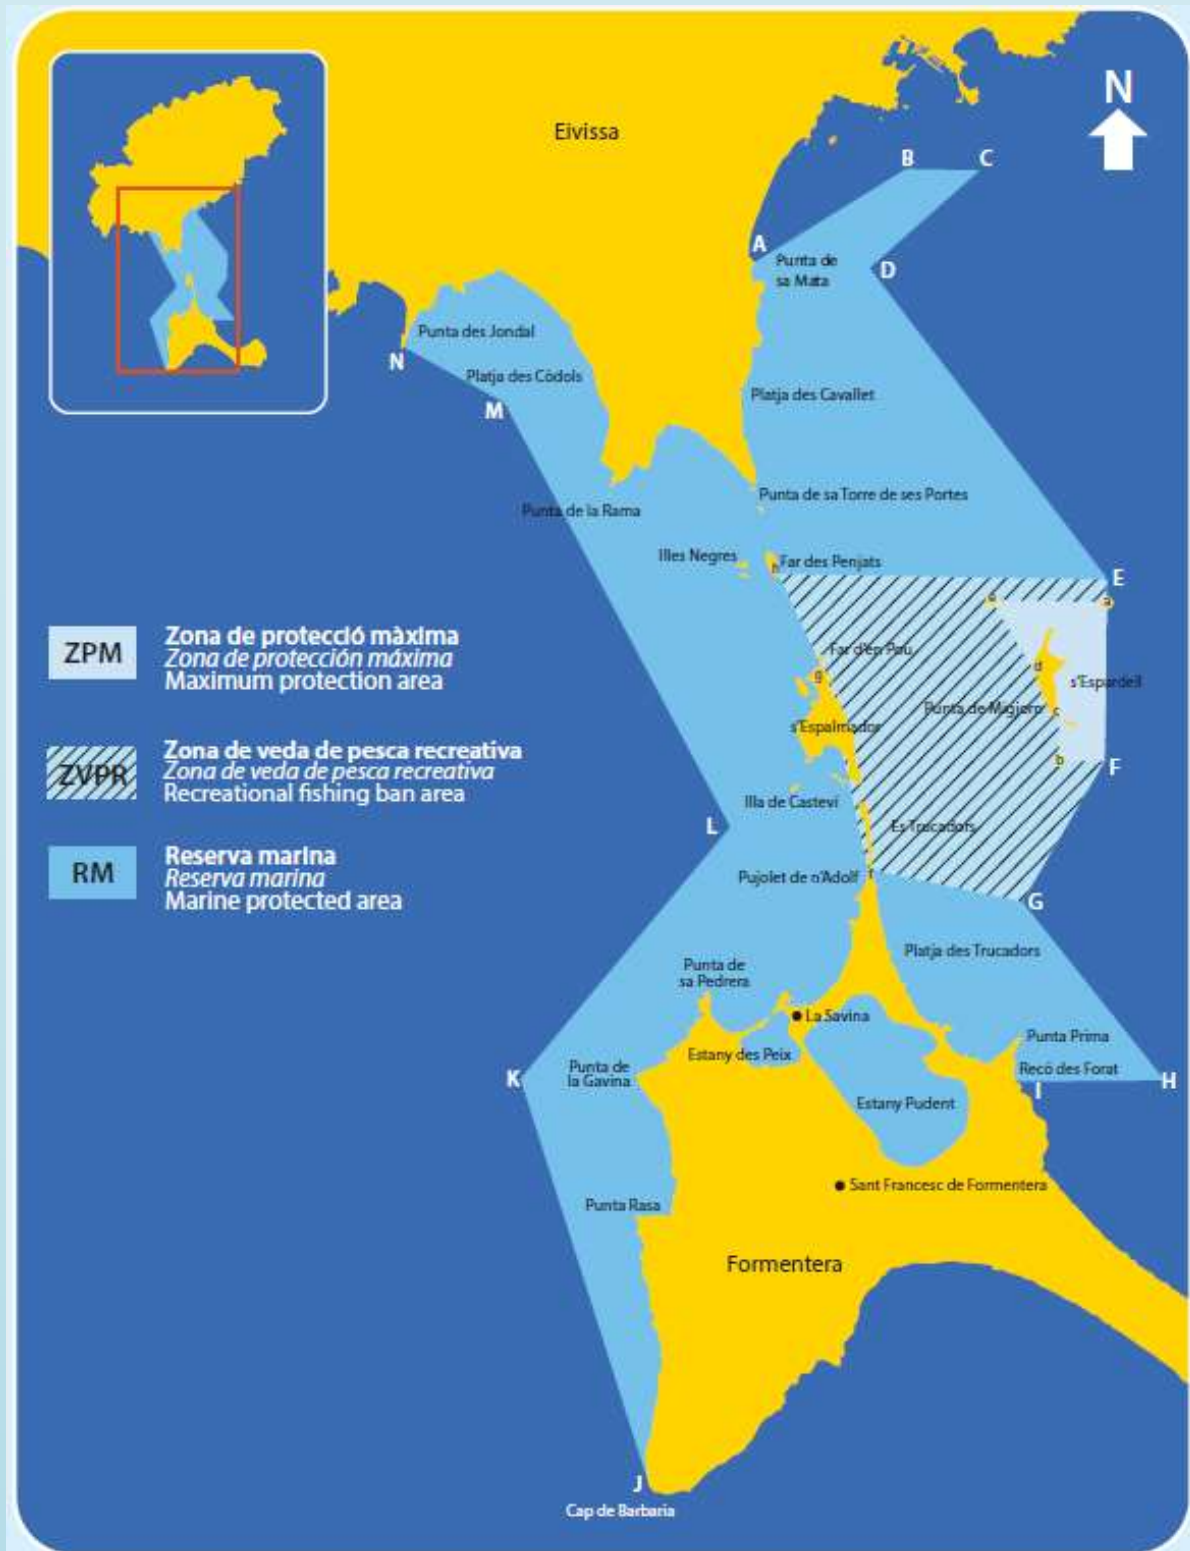 N
Eivissa
B
C
A
Punta de
sa Mata
D
Punta des Jondal
N
Platja des Còdols
M
Platja des Cavallet
Punta de sa Torre de ses Portes
Punta de la Rama
Illes Negres
Far des Penjats
h
E
a
ZPM
Zona de protecció màxima
Zona de protección máxima
Maximum protection area
Far d'en Pou
g
d
s'Espardell
Punta de Migjorn
c
s'Espalmador
ZVPR
Zona de veda de pesca recreativa
Zona de veda de pesca recreativa
Recreational fishing ban area
b
F
Illa de Casteví
L
Es Trucadors
RM
Reserva marina
Reserva marina
Marine protected area
Pujolet de n'Adolf
f
G
Platja des Trucadors
Punta de
sa Pedrera
La Savina
Punta Prima
Estany des Peix
Recó des Forat
K
Punta de
la Gavina
H
I
Estany Pudent
Sant Francesc de Formentera
Punta Rasa
Formentera
J
Cap de Barbaria